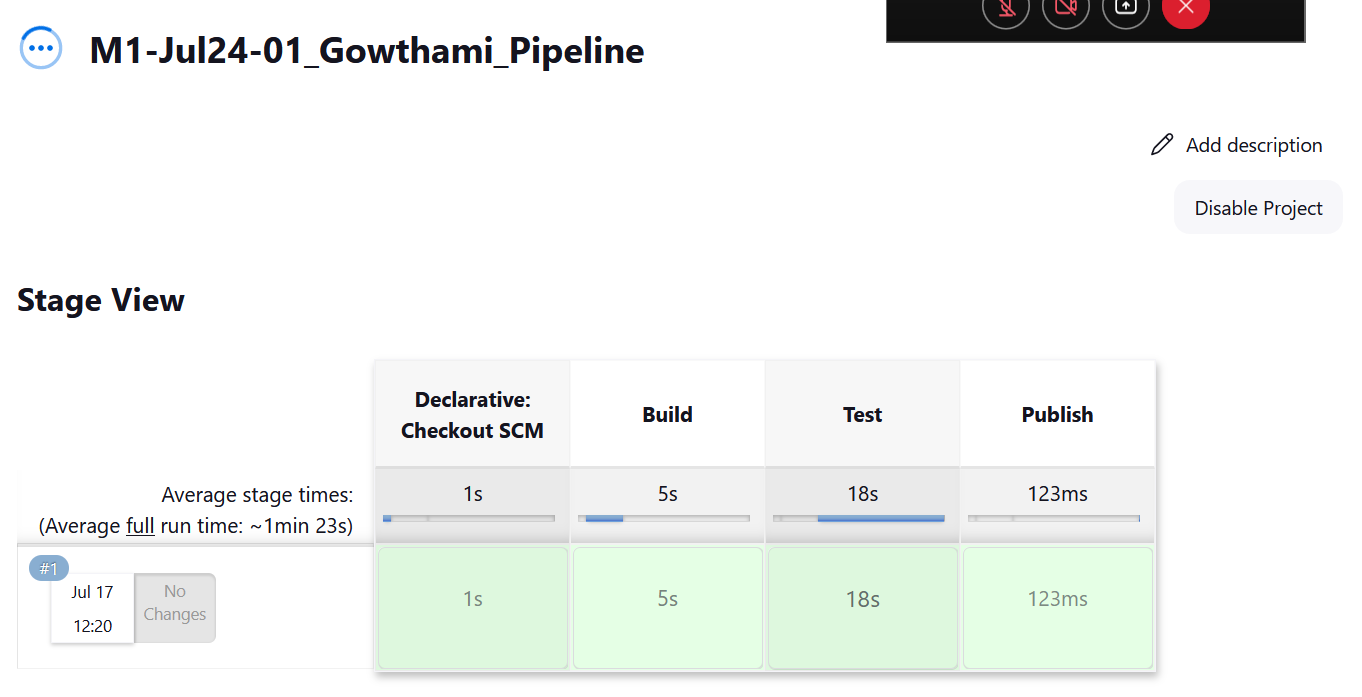 M1-Jul24-01_Gowthami_Pipeline
Add description
Disable Project
Stage View
Declarative:
Checkout SCM
Build
Test
Publish
Average stage times:
(Average full run time: ~1min 23s)
1s
5s
18s
123ms
#1
Jul 17
12:20
No
Changes
1s
5s
18s
123ms